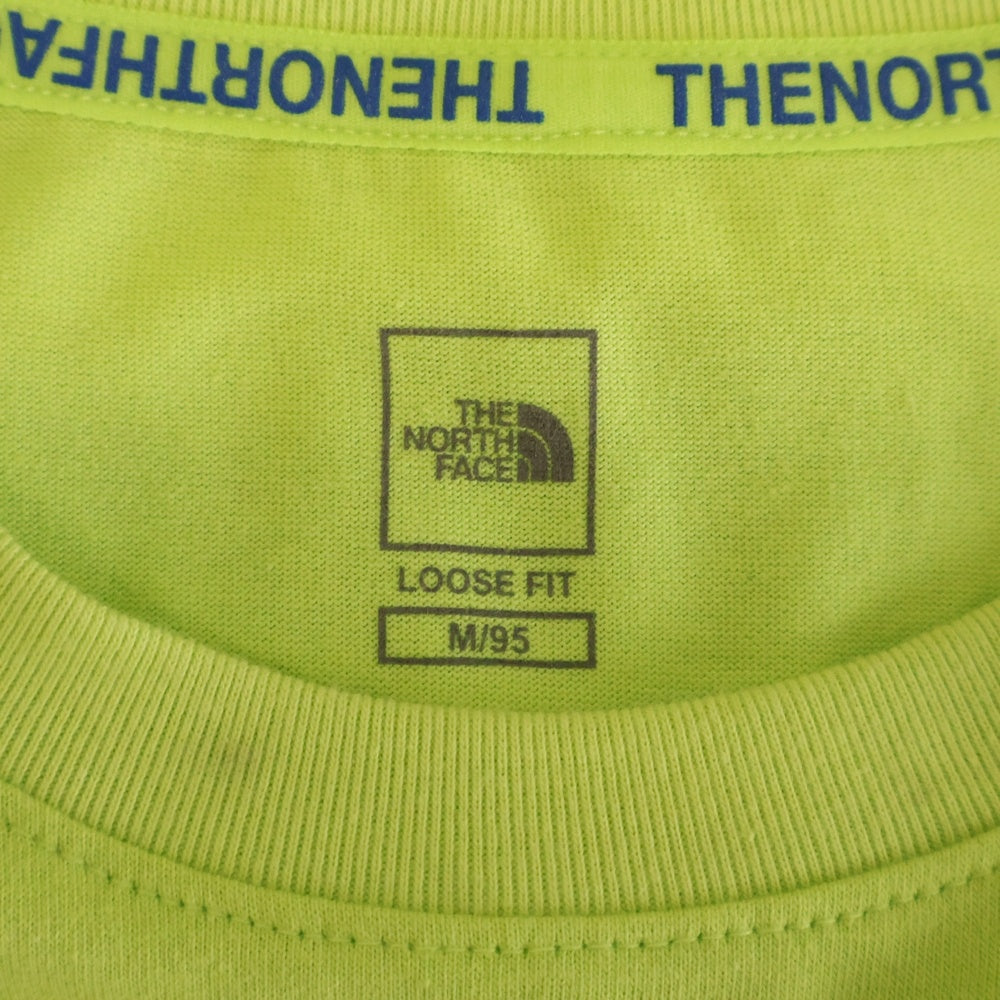 THENORTHFA
THENORT
THE
NORTH
FACE
LOOSE FIT
M/95